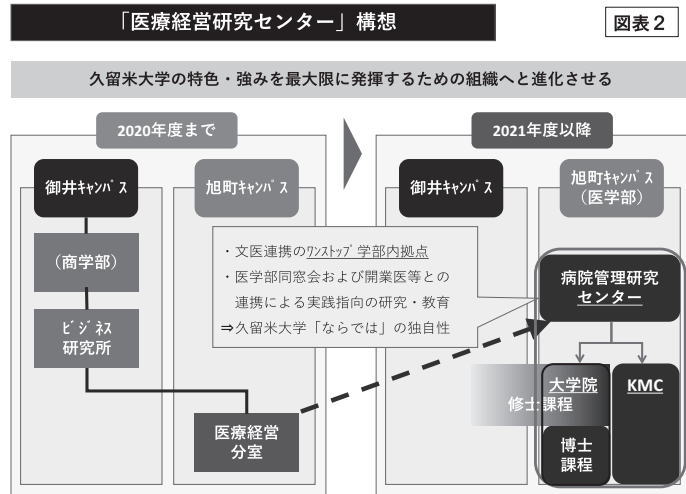 「医療経営研究センター」構想
図表２
久留米大学の特色・強みを最大限に発揮するための組織へと進化させる
2020年度まで
御井ｷｬﾝﾊﾟｽ
旭町ｷｬﾝﾊﾟｽ
（商学部）
ﾋﾞｼﾞﾈｽ
研究所
医療経営
分室
2021年度以降
御井ｷｬﾝﾊﾟｽ
旭町ｷｬﾝﾊﾟｽ
（医学部）
・文医連携のﾜﾝｽﾄｯﾌﾟ学部内拠点
・医学部同窓会および開業医等との
連携による実践指向の研究・教育
⇒久留米大学「ならでは」の独自性
病院管理研究
センター
大学院
修士課程
博士
課程
KMC